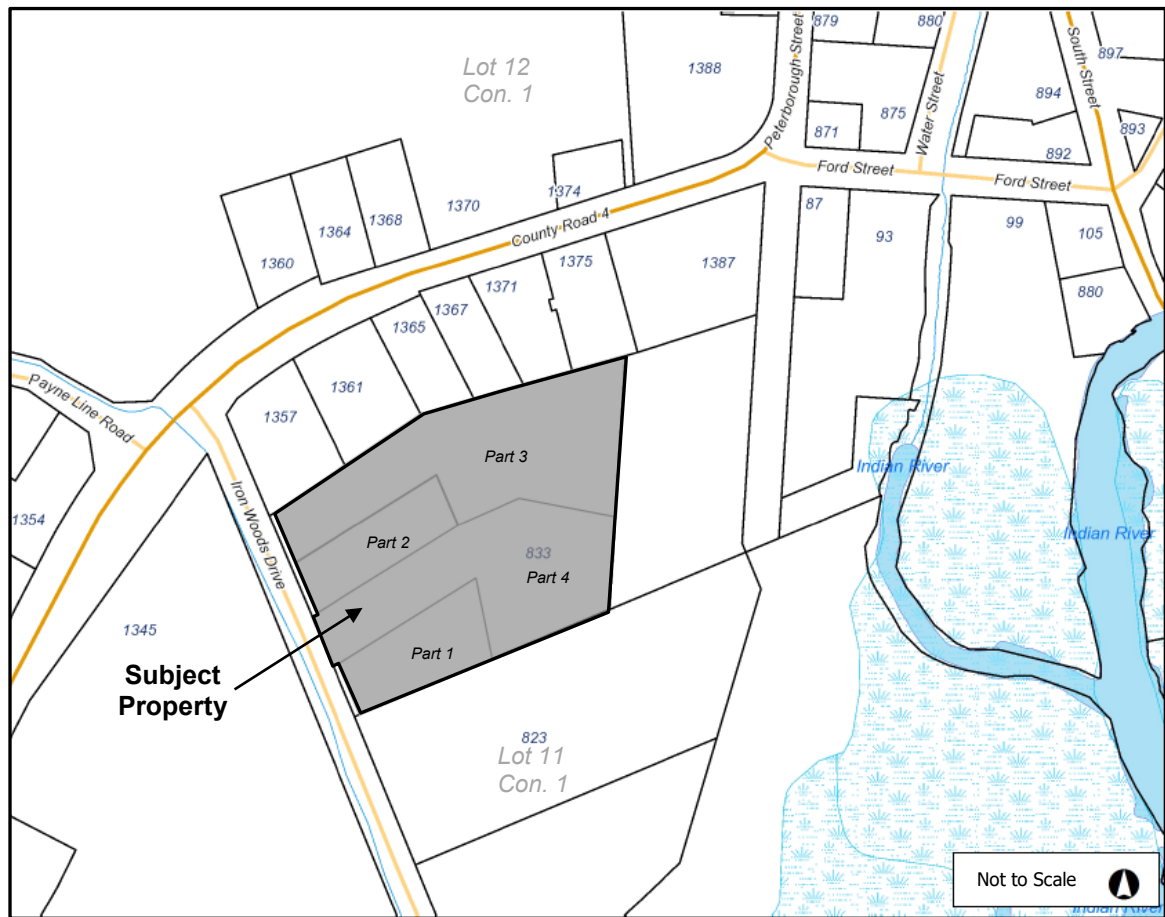 879
880
Peterborough Street
South Street
897
Lot 12
Con. 1
1388
894
871
875
Water Street
893
892
Ford Street
Ford Street
1374
1370
1368
1364
1360
County Road 4
87
93
99
105
880
1387
1375
1371
1367
1365
1361
1357
Payne Line Road
Iron Woods Drive
1354
1345
Part 3
Part 2
833
Part 4
Part 1
Indian River
Indian River
Subject
Property
823
Lot 11
Con. 1
Not to Scale
Indian River